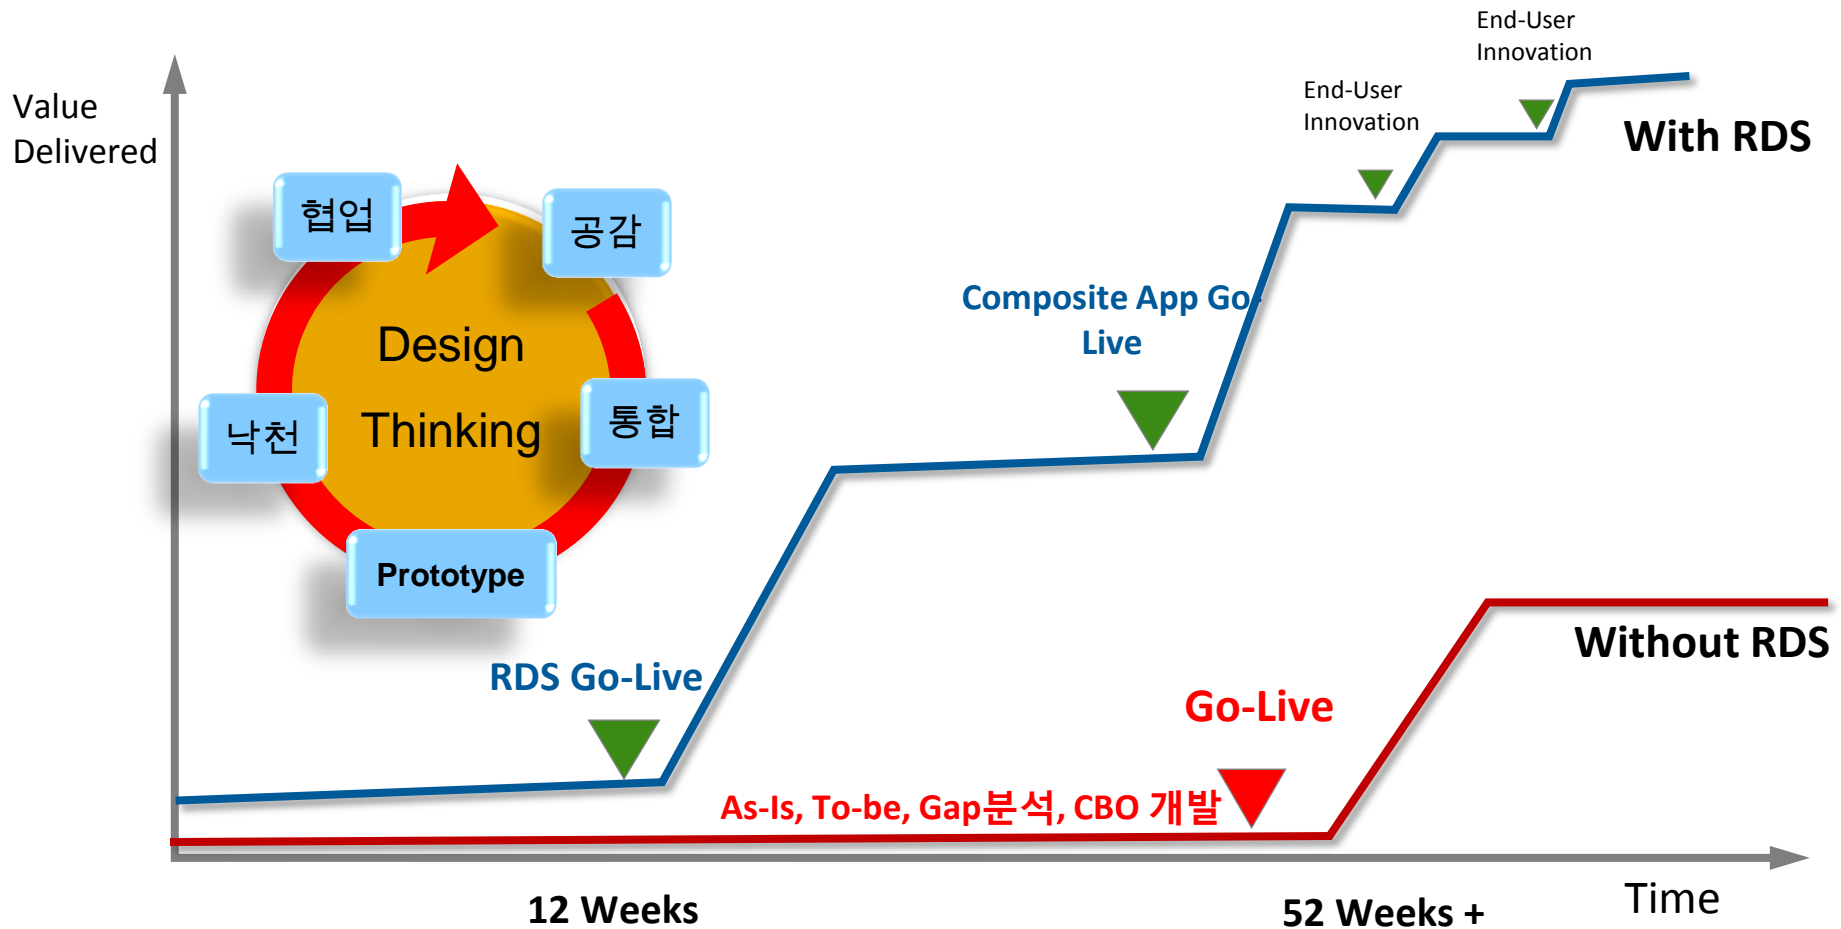 End-User
Innovation
End-User
Innovation
Value
Delivered
With RDS
협업
공감
Design
Thinking
낙천
통합
Prototype
Composite App Go-
Live
RDS Go-Live
Without RDS
Go-Live
As-Is, To-be, Gap분석, CBO 개발
12 Weeks
52 Weeks +
Time